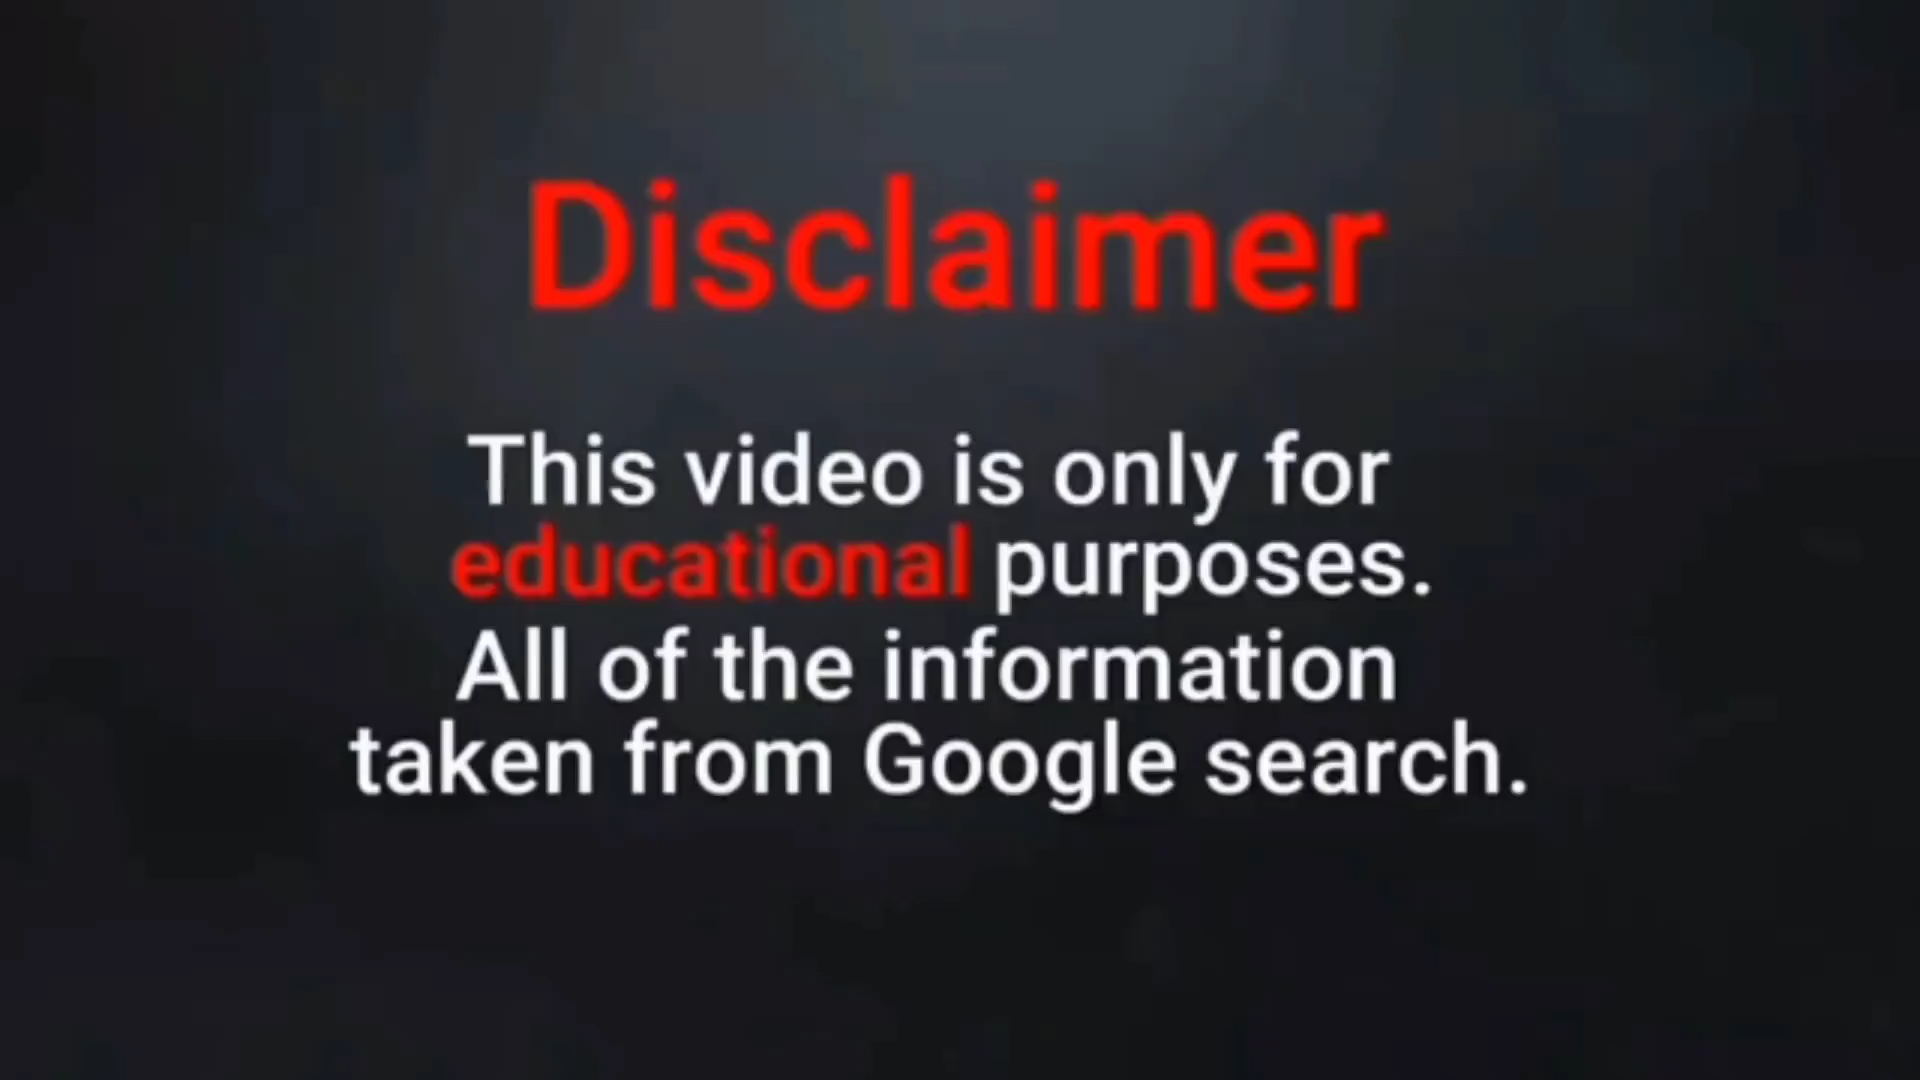 Disclaimer
This video is only for
educational purposes.
All of the information
taken from Google search.